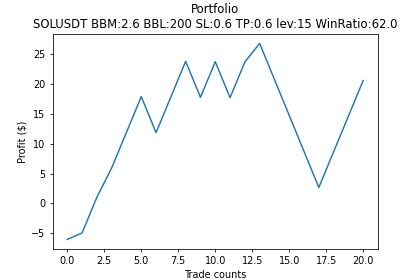 Portfolio
SOLUSDT BBM:2.6 BBL:200 SL:0.6 TP:0.6 lev:15 WinRatio:62.0
Profit ($)
25
20
15
10
5
0
−5
0.0 2.5 5.0 7.5 10.0 12.5 15.0 17.5 20.0
Trade counts